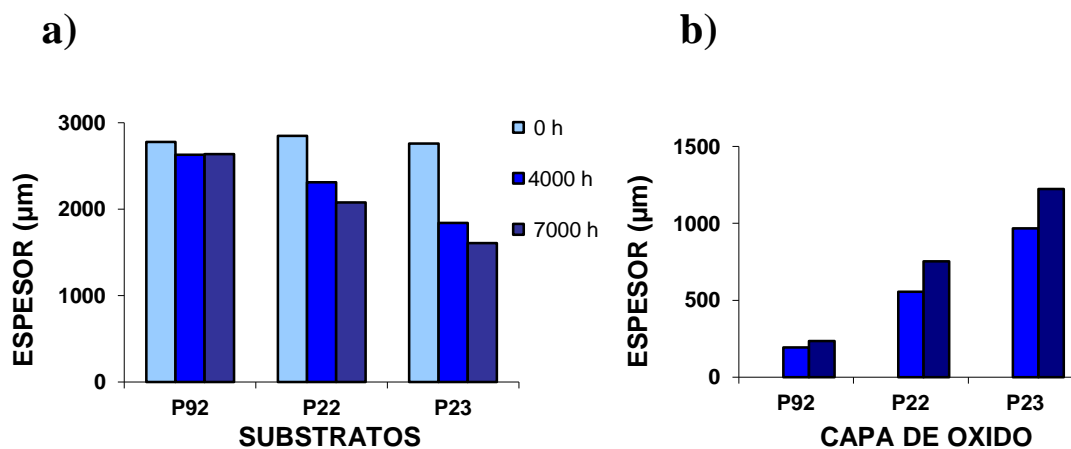 a)
3000
2000
1000
0
ESPESOR (µm)
P92
P22
P23
SUBSTRATOS
0 h
4000 h
7000 h
b)
1500
1000
500
0
ESPESOR (µm)
P92
P22
P23
CAPA DE OXIDO